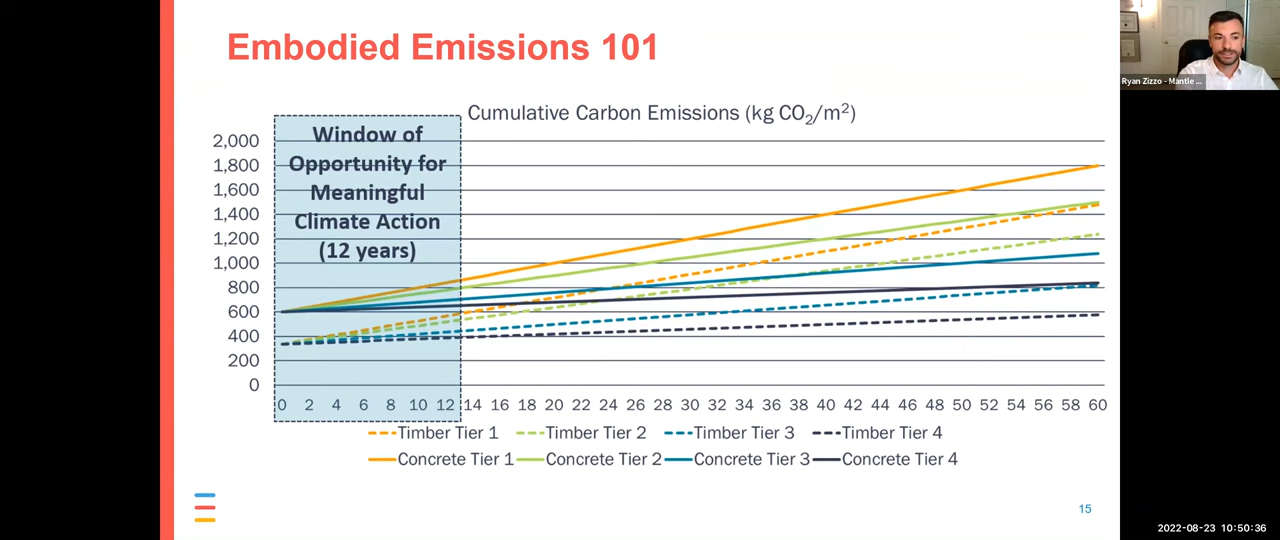 Embodied Emissions 101
Cumulative Carbon Emissions (kg CO₂/m²)
Window of
Opportunity for
Meaningful
Climate Action
(12 years)
2,000
1,800
1,600
1,400
1,200
1,000
800
600
400
200
0
0 2 4 6 8 10 12 14 16 18 20 22 24 26 28 30 32 34 36 38 40 42 44 46 48 50 52 54 56 58 60
Timber Tier 1 Timber Tier 2 Timber Tier 3 Timber Tier 4
Concrete Tier 1 Concrete Tier 2 Concrete Tier 3 Concrete Tier 4
15
Ryan Zizzo - Mantle ...
2022-08-23 10:50:36